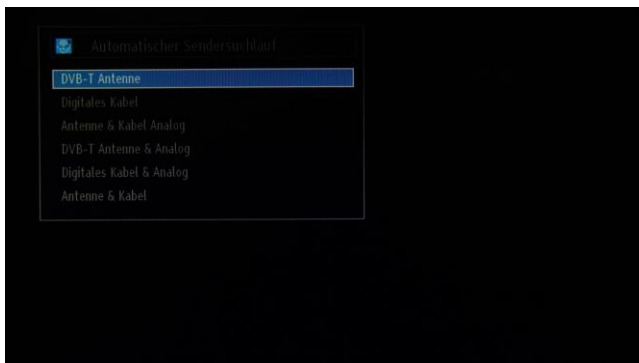 Automatischer Sendersuchlauf
DVB-T Antenne
Digitales Kabel
Antenne & Kabel Analog
DVB-T Antenne & Analog
Digitales Kabel & Analog
Antenne & Kabel